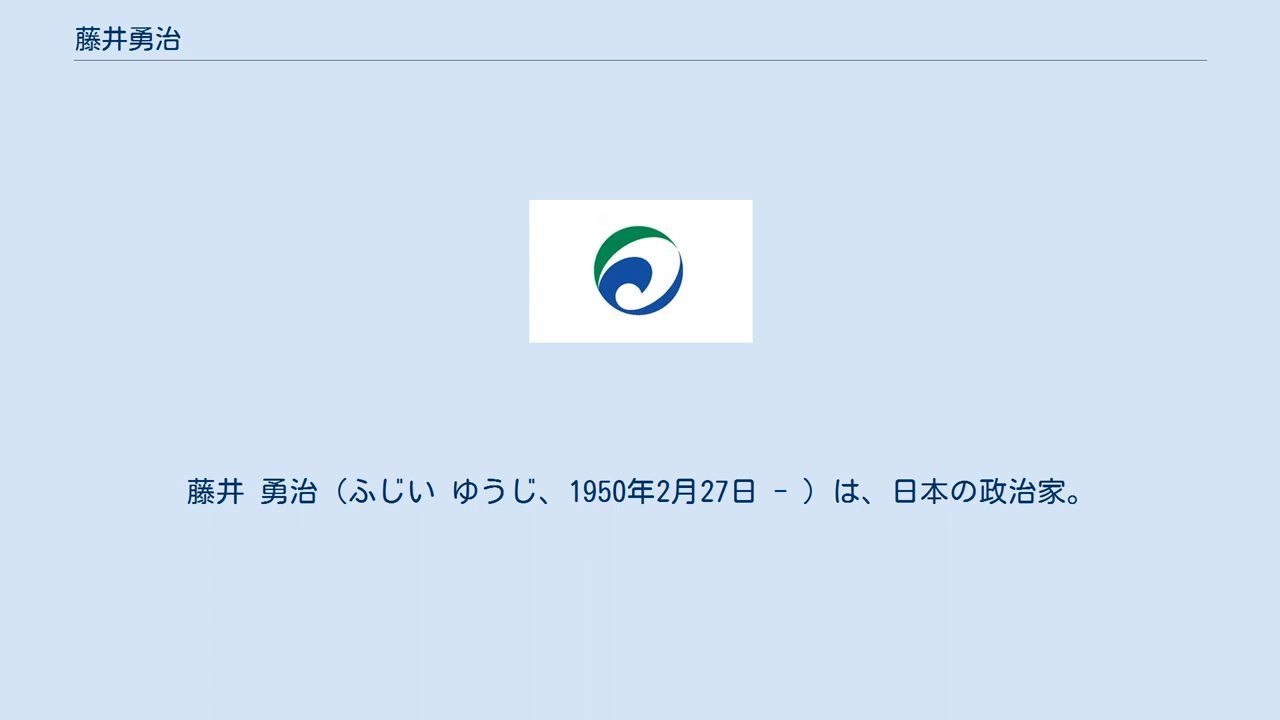 藤井勇治
藤井 勇治（ふじい ゆうじ、1950年2月27日 - ）は、日本の政治家。